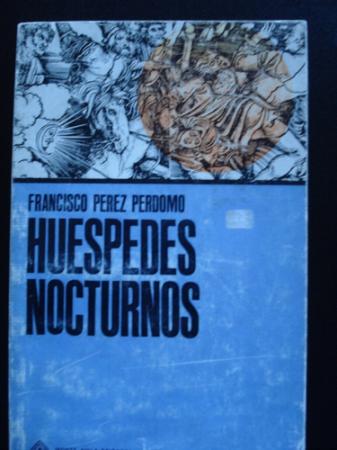 FRANCISCO PEREZ PERDOMO
HUESPEDES
NOCTURNOS